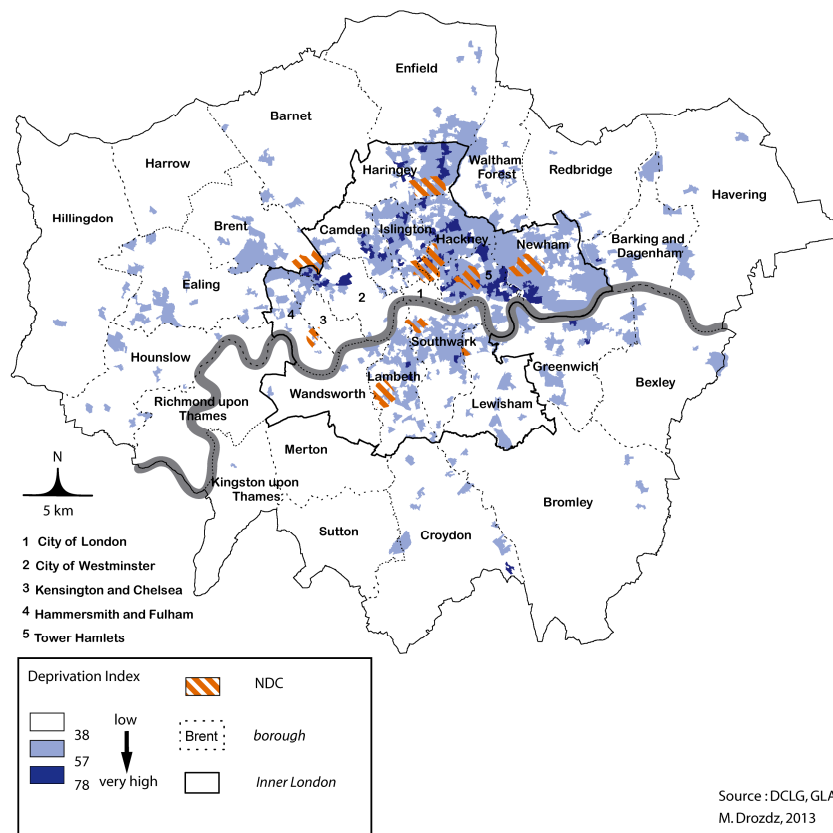 Enfield
Barnet
Harrow
Haringey
Waltham
Forest
Redbridge
Havering
Hillingdon
Brent
Camden
Islington
Hackney
Newham
Barking and
Dagenham
Ealing
5
2
1
4
3
Hounslow
Southwark
Greenwich
Bexley
Richmond upon
Thames
Wandsworth
Lambeth
Lewisham
Merton
Kingston upon
Thames
Bromley
Sutton
Croydon
N
5 km
1 City of London
2 City of Westminster
3 Kensington and Chelsea
4 Hammersmith and Fulham
5 Tower Hamlets
Deprivation Index
low
38
57
78
very high
NDC
Brent
borough
Inner London
Source : DCLG, GLA
M. Drozdz, 2013